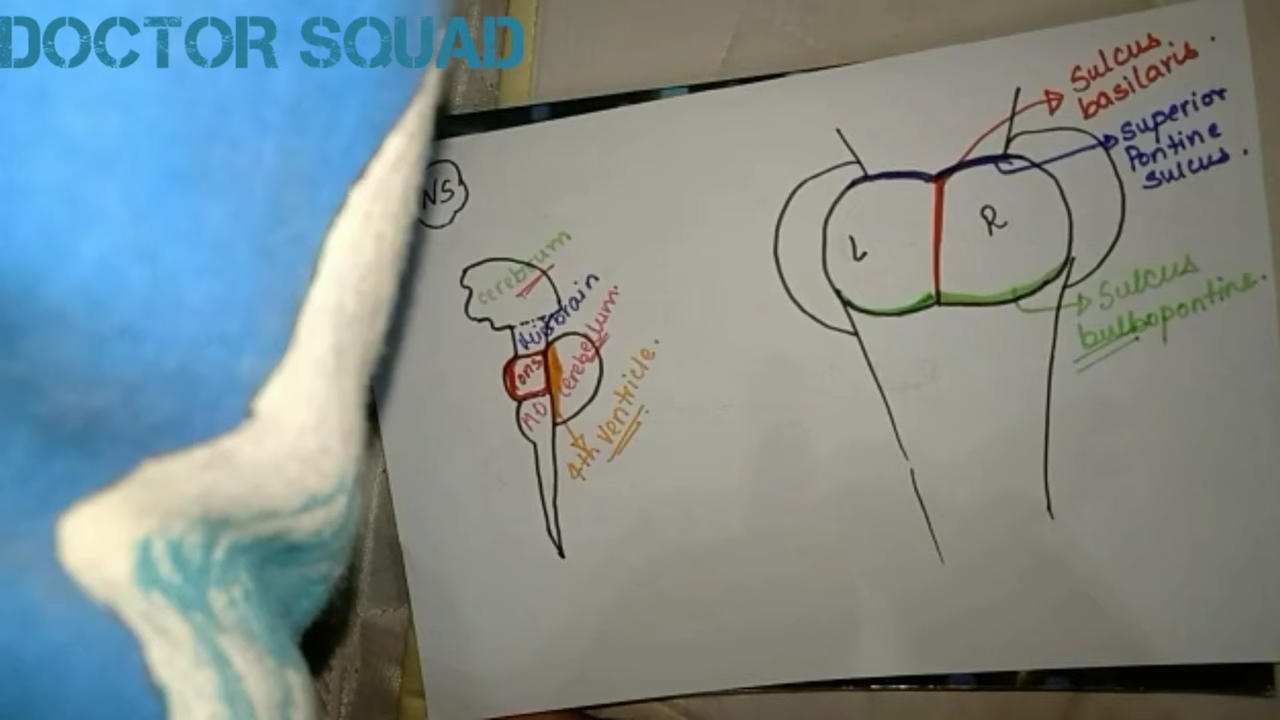 DOCTOR SQUAD
NS
cerebrum
Midbrain
Pons
cerebellum.
MO
4th ventricle.
Sulcus
basilaris.
Superior
Pontine
sulcus.
L
R
Sulcus
bulbopontine.